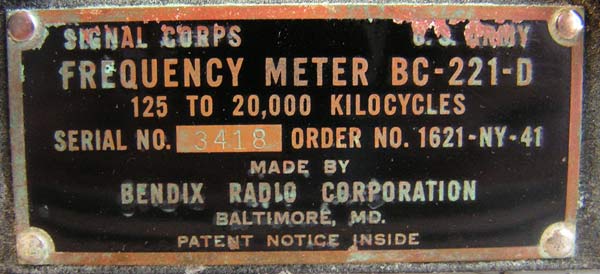 SIGNAL CORPS U. S. ARMY
FREQUENCY METER BC-221-D
125 TO 20,000 KILOCYCLES
SERIAL NO. 3418 ORDER NO. 1621-NY-41
MADE BY
BENDIX RADIO CORPORATION
BALTIMORE, MD.
PATENT NOTICE INSIDE